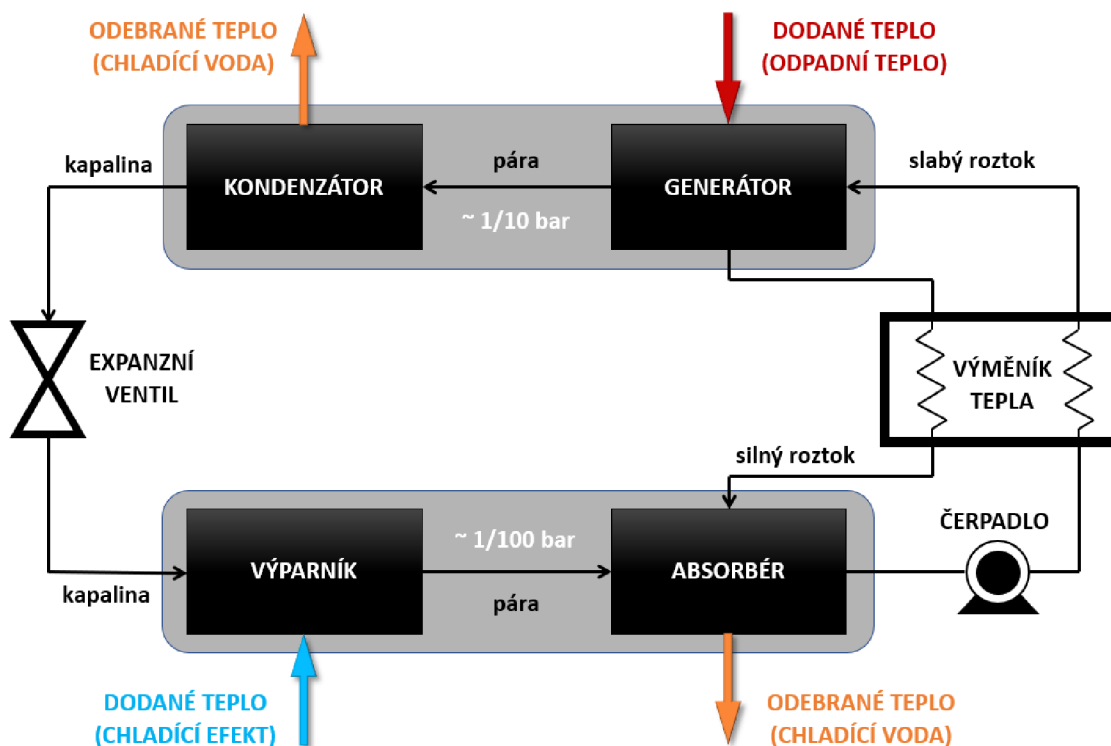 ODEBRANÉ TEPLO
(CHLADÍCÍ VODA)
DODANÉ TEPLO
(ODPADNÍ TEPLO)
kapalina
KONDENZÁTOR
pára
~ 1/10 bar
GENERÁTOR
slabý roztok
EXPANZNÍ
VENTIL
VÝMĚNÍK
TEPLA
silný roztok
kapalina
VÝPARNÍK
~ 1/100 bar
pára
ABSORBÉR
ČERPADLO
DODANÉ TEPLO
(CHLADÍCÍ EFEKT)
ODEBRANÉ TEPLO
(CHLADÍCÍ VODA)